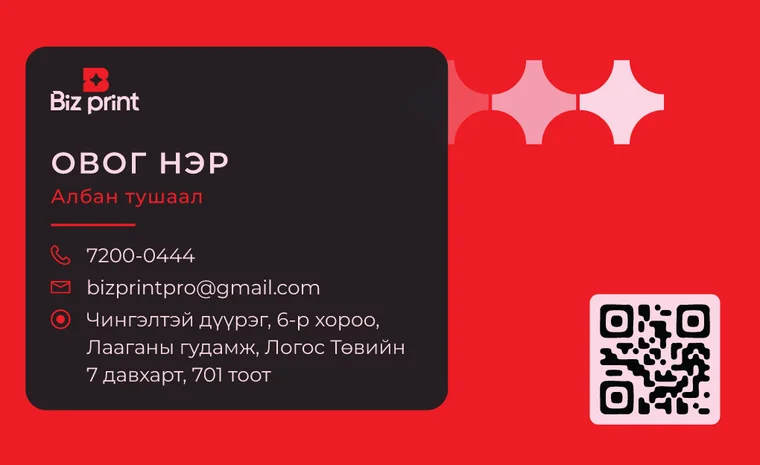 Biz print
ОВОГ НЭР
Албан тушаал
7200-0444
bizprintpro@gmail.com
Чингэлтэй дүүрэг, 6-р хороо,
Лааганы гудамж, Логос Төвийн
7 давхарт, 701 тоот